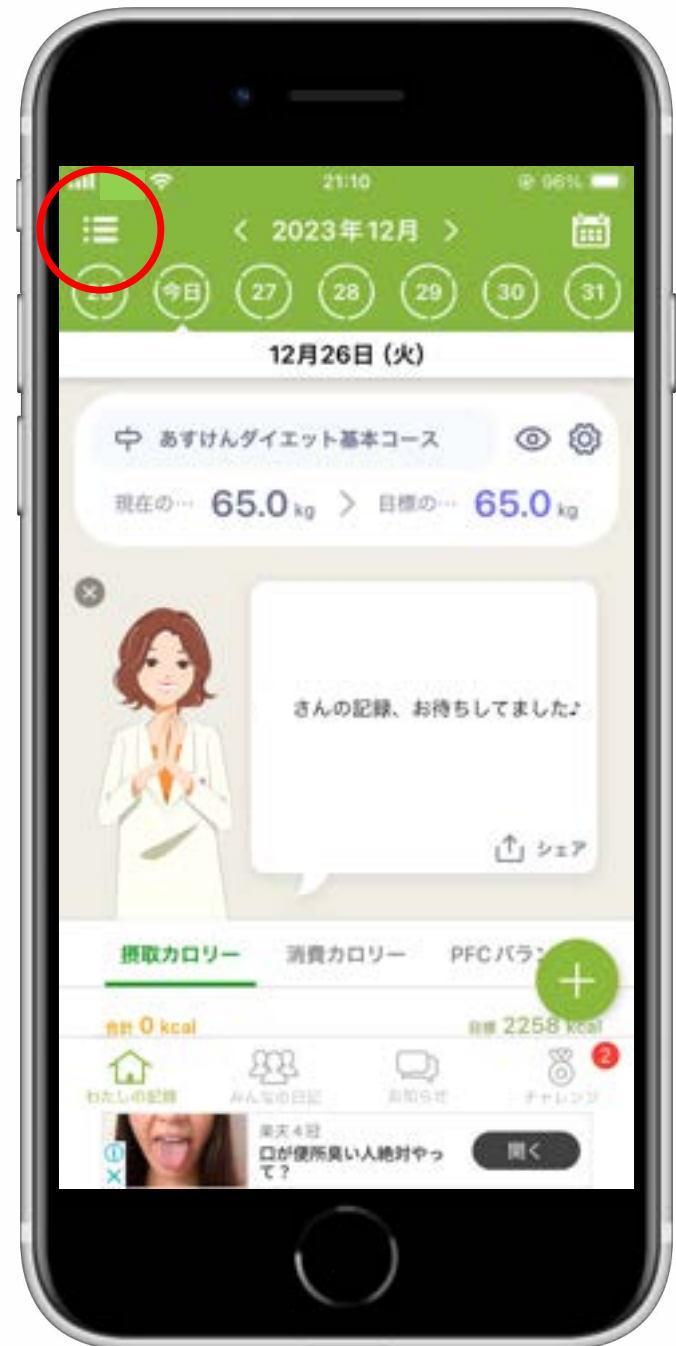 21:10
96%
2023年12月
今日
27
28
29
30
31
12月26日 (火)
あすけんダイエット基本コース
現在の… 65.0 kg
目標の… 65.0 kg
さんの記録、お待ちしてました♪
シェア
摂取カロリー
消費カロリー
PFCバラン
合計 0 kcal
目標 2258 kcal
わたしの記録
みんなの日記
お知らせ
チャレンジ
2
楽天4冠
口が便所臭い人絶対やっ
て?
開く